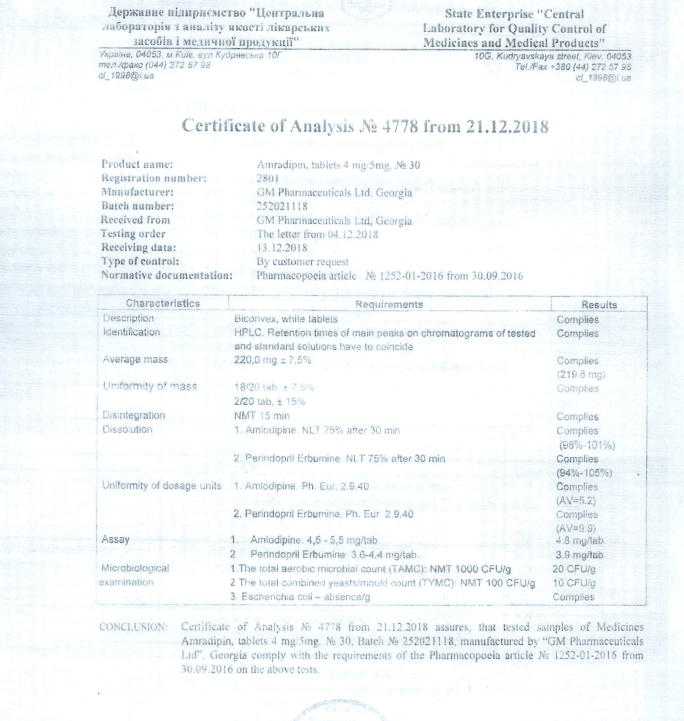 Державне підприємство "Центральна
лабораторія з аналізу якості лікарських
засобів і медичної продукції"
Україна, 04053, м.Київ, вул.Кудрявська 10Г
тел./факс (044) 272 57 98
cl_1998@i.ua
State Enterprise "Central
Laboratory for Quality Control of
Medicines and Medical Products"
10G, Kudryavskaya street, Kiev, 04053
Tel./Fax +380 (44) 272 57 98
cl_1998@i.ua
Certificate of Analysis № 4778 from 21.12.2018
Product name: Amradipin, tablets 4 mg/5mg, № 30
Registration number: 2801
Manufacturer: GM Pharmaceuticals Ltd, Georgia
Batch number: 252021118
Received from GM Pharmaceuticals Ltd, Georgia
Testing order The letter from 04.12.2018
Receiving data: 13.12.2018
Type of control: By customer request
Normative documentation: Pharmacopoeia article № 1252-01-2016 from 30.09.2016
Characteristics Requirements Results
Description Biconvex, white tablets Complies
Identification HPLC. Retention times of main peaks on chromatograms of tested Complies
and standard solutions have to coincide
Average mass 220,0 mg ± 7,5% Complies
(219.6 mg)
Uniformity of mass 18/20 tab. ± 7.5% Complies
2/20 tab. ± 15%
Disintegration NMT 15 min Complies
Dissolution 1. Amlodipine. NLT 75% after 30 min Complies
(98%-101%)
2. Perindopril Erbumine. NLT 75% after 30 min Complies
(94%-105%)
Uniformity of dosage units 1. Amlodipine. Ph. Eur. 2.9.40 Complies
(AV=5.2)
2. Perindopril Erbumine. Ph. Eur. 2.9.40 Complies
(AV=9.9)
Assay 1. Amlodipine. 4,5 - 5,5 mg/tab. 4.8 mg/tab.
2 Perindopril Erbumine. 3.6-4.4 mg/tab. 3.9 mg/tab.
Microbiological 1.The total aerobic microbial count (TAMC): NMT 1000 CFU/g 20 CFU/g
examination 2.The total combined yeasts/mould count (TYMC): NMT 100 CFU/g 10 CFU/g
3. Escherichia coli – absence/g Complies
CONCLUSION: Certificate of Analysis № 4778 from 21.12.2018 assures, that tested samples of Medicines
Amradipin, tablets 4 mg/5mg, № 30, Batch № 252021118, manufactured by "GM Pharmaceuticals
Ltd", Georgia comply with the requirements of the Pharmacopoeia article № 1252-01-2016 from
30.09.2016 on the above tests.